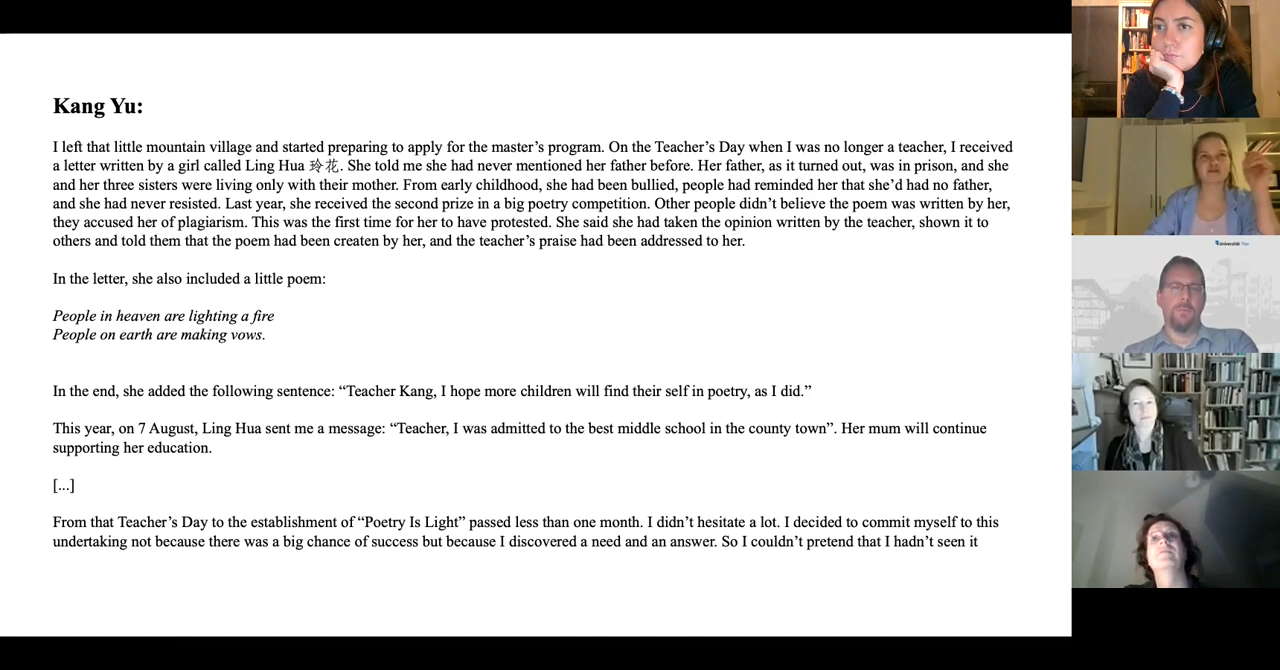 Kang Yu:
I left that little mountain village and started preparing to apply for the master’s program. On the Teacher’s Day when I was no longer a teacher, I received
a letter written by a girl called Ling Hua 玲花. She told me she had never mentioned her father before. Her father, as it turned out, was in prison, and she
and her three sisters were living only with their mother. From early childhood, she had been bullied, people had reminded her that she’d had no father,
and she had never resisted. Last year, she received the second prize in a big poetry competition. Other people didn’t believe the poem was written by her,
they accused her of plagiarism. This was the first time for her to have protested. She said she had taken the opinion written by the teacher, shown it to
others and told them that the poem had been createn by her, and the teacher’s praise had been addressed to her.
In the letter, she also included a little poem:
People in heaven are lighting a fire
People on earth are making vows.
In the end, she added the following sentence: “Teacher Kang, I hope more children will find their self in poetry, as I did.”
This year, on 7 August, Ling Hua sent me a message: “Teacher, I was admitted to the best middle school in the county town”. Her mum will continue
supporting her education.
[...]
From that Teacher’s Day to the establishment of “Poetry Is Light” passed less than one month. I didn’t hesitate a lot. I decided to commit myself to this
undertaking not because there was a big chance of success but because I discovered a need and an answer. So I couldn’t pretend that I hadn’t seen it
Universität